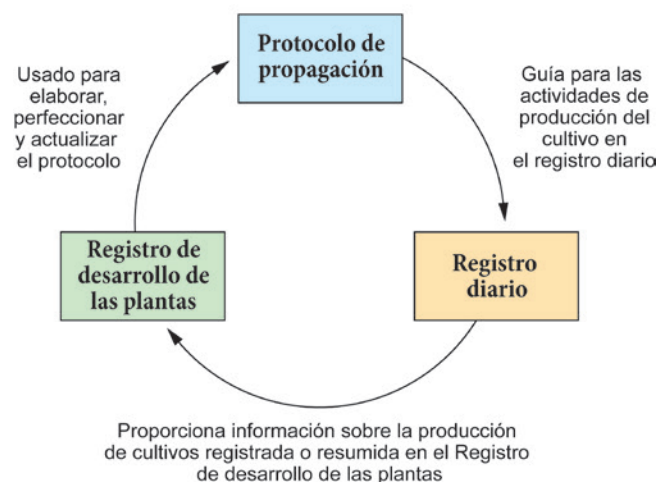 Protocolo de
propagación
Usado para
elaborar,
perfeccionar
y actualizar
el protocolo
Guía para las
actividades de
producción del
cultivo en
el registro diario
Registro de
desarrollo de
las plantas
Registro
diario
Proporciona información sobre la producción
de cultivos registrada o resumida en el Registro
de desarrollo de las plantas